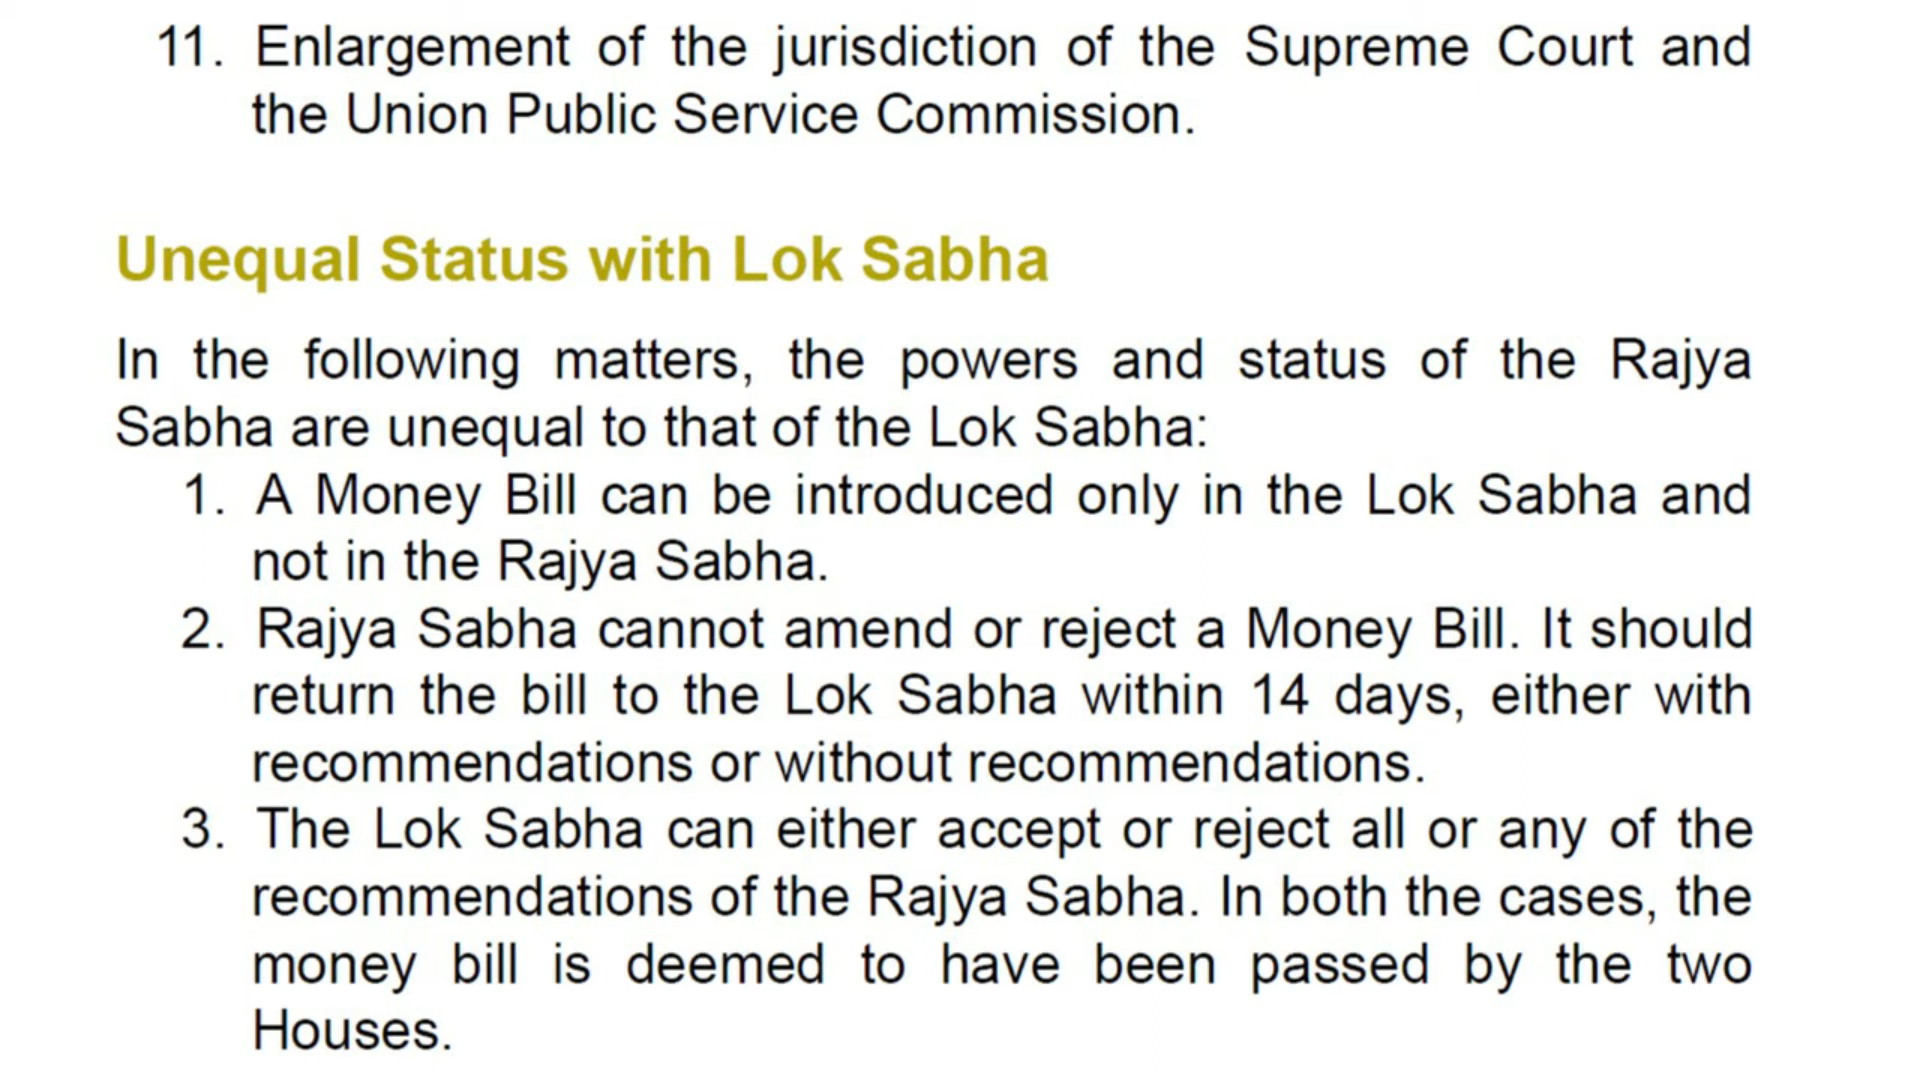 11. Enlargement of the jurisdiction of the Supreme Court and
the Union Public Service Commission.
Unequal Status with Lok Sabha
In the following matters, the powers and status of the Rajya
Sabha are unequal to that of the Lok Sabha:
1. A Money Bill can be introduced only in the Lok Sabha and
not in the Rajya Sabha.
2. Rajya Sabha cannot amend or reject a Money Bill. It should
return the bill to the Lok Sabha within 14 days, either with
recommendations or without recommendations.
3. The Lok Sabha can either accept or reject all or any of the
recommendations of the Rajya Sabha. In both the cases, the
money bill is deemed to have been passed by the two
Houses.